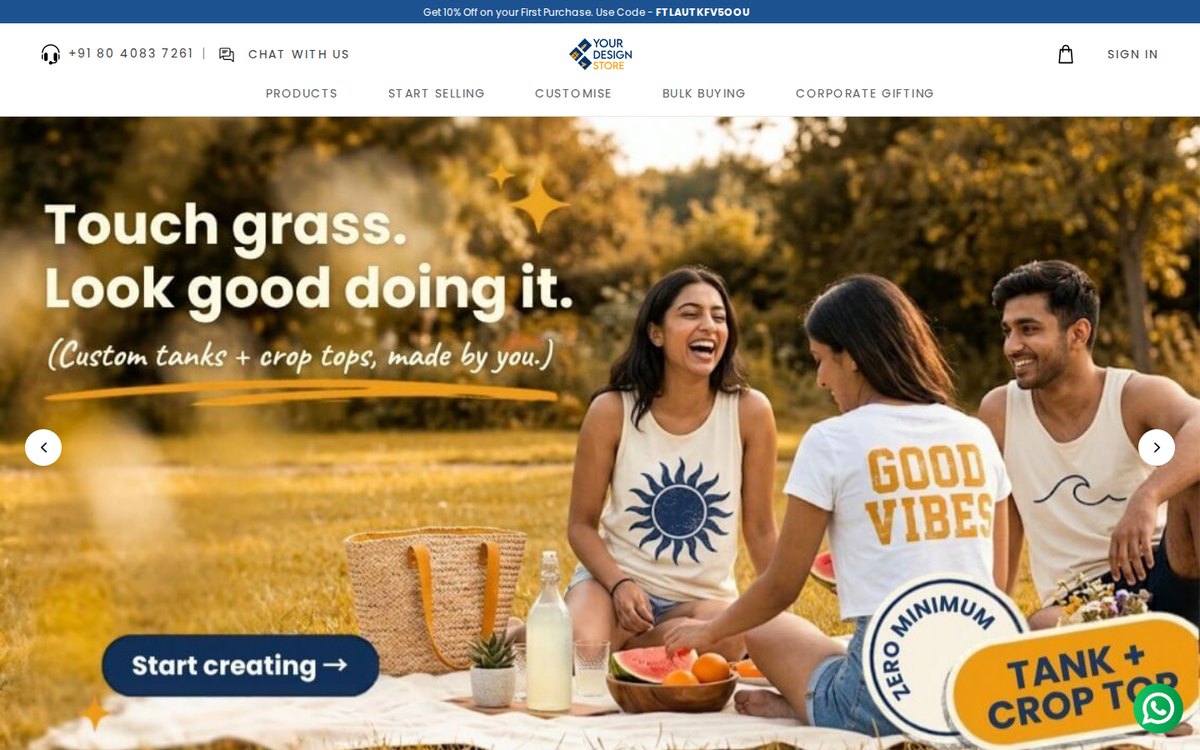 Get 10% Off on your First Purchase. Use Code - FTLAUTKFV5OOU
+91 80 4083 7261 | CHAT WITH US
YOUR
DESIGN
STORE
SIGN IN
PRODUCTS
START SELLING
CUSTOMISE
BULK BUYING
CORPORATE GIFTING
Touch grass.
Look good doing it.
(Custom tanks + crop tops, made by you.)
GOOD
VIBES
Start creating →
ZERO MINIMUM
TANK +
CROP TOP